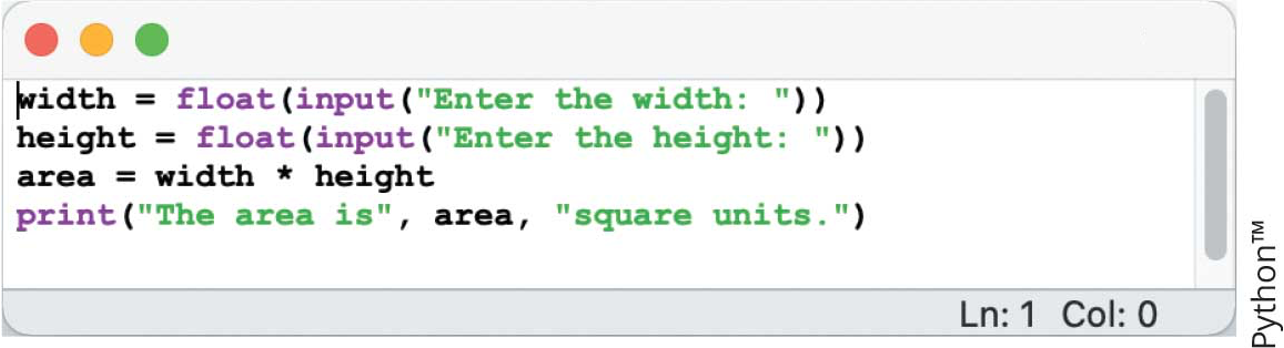 width = float(input("Enter the width: "))
height = float(input("Enter the height: "))
area = width * height
print("The area is", area, "square units.")
Ln: 1 Col: 0
Python™